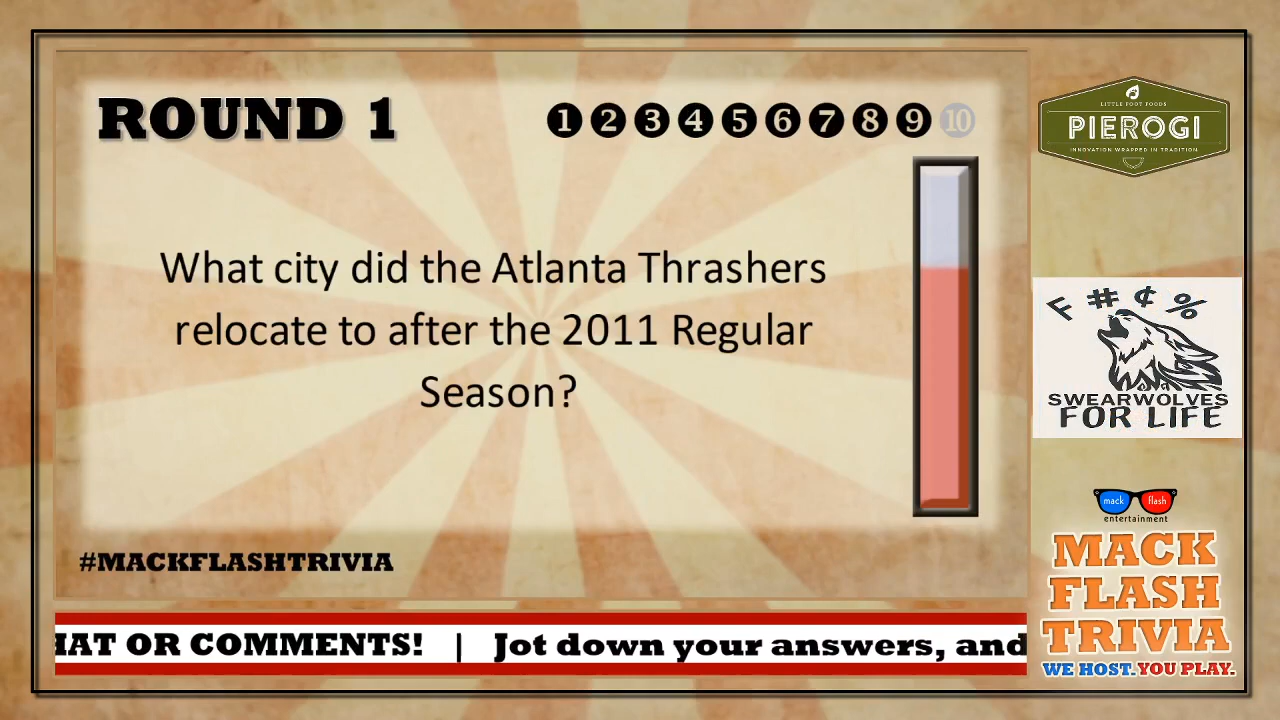 ROUND 1
1 2 3 4 5 6 7 8 9 10
What city did the Atlanta Thrashers
relocate to after the 2011 Regular
Season?
#MACKFLASHTRIVIA
HAT OR COMMENTS! | Jot down your answers, and
LITTLE FOOT FOODS
PIEROGI
INNOVATION WRAPPED IN TRADITION
F # ¢ %
SWEARWOLVES
FOR LIFE
mack flash
entertainment
MACK
FLASH
TRIVIA
WE HOST. YOU PLAY.